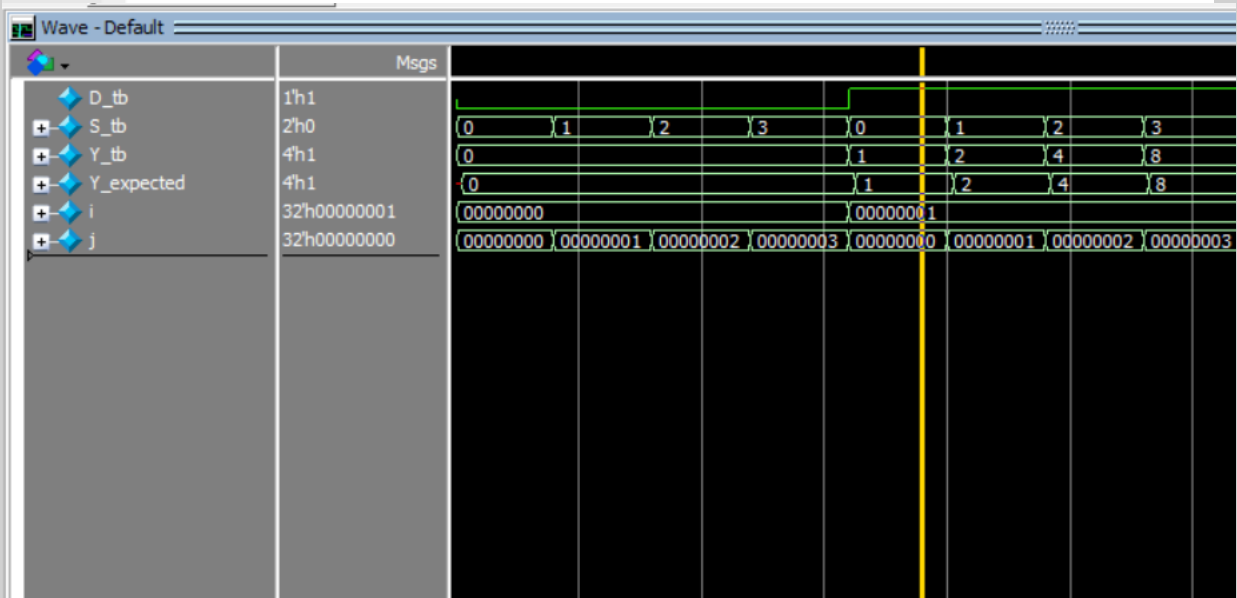 Wave - Default
Msgs
D_tb 1'h1
S_tb 2'h0 0 1 2 3 0 1 2 3
Y_tb 4'h1 0 1 2 4 8
Y_expected 4'h1 0 1 2 4 8
i 32'h00000001 00000000 00000001
j 32'h00000000 00000000 00000001 00000002 00000003 00000000 00000001 00000002 00000003